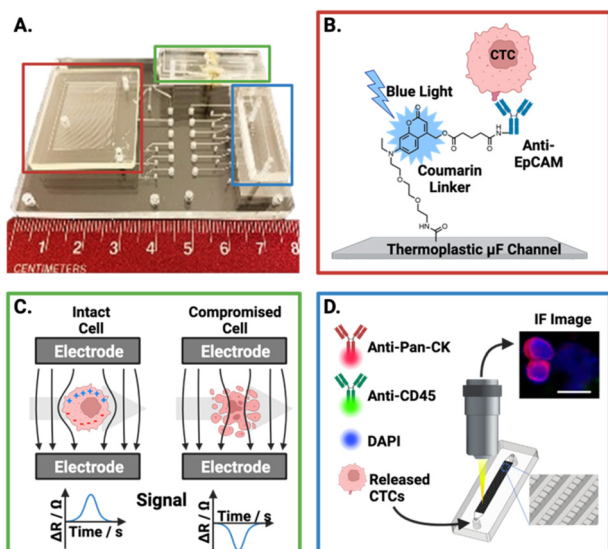 A.
1 2 3 4 5 6 7 8
CENTIMETERS
B.
CTC
Blue Light
O
O
O
O
N
H
Anti-
EpCAM
Coumarin
Linker
N
O
O
O
NH
O
Thermoplastic µF Channel
C.
Intact
Cell
Compromised
Cell
Electrode
Electrode
Electrode
Electrode
Signal
ΔR / Ω
Time / s
ΔR / Ω
Time / s
D.
IF Image
Anti-Pan-CK
Anti-CD45
DAPI
Released
CTCs